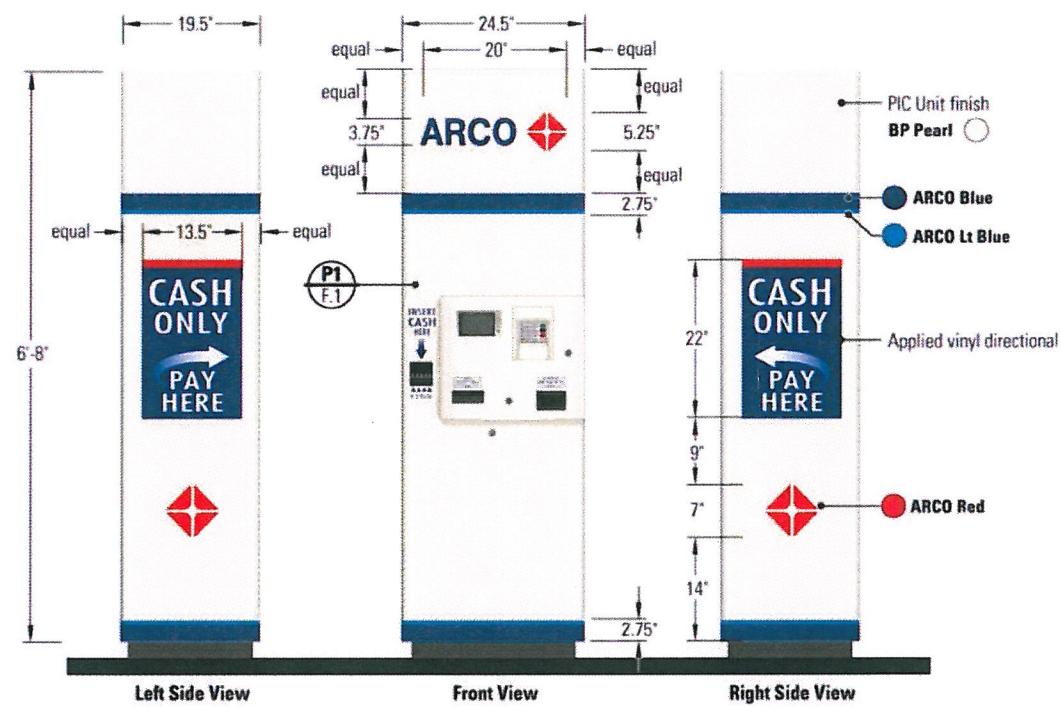 19.5"
24.5"
equal 20" equal
equal equal
3.75" 5.25"
ARCO
equal equal
2.75"
PIC Unit finish
BP Pearl
ARCO Blue
ARCO Lt Blue
equal 13.5" equal
P1
F.1
6'-8"
CASH
ONLY
PAY
HERE
INSERT
CASH
HERE
22"
CASH
ONLY
PAY
HERE
Applied vinyl directional
9"
7"
ARCO Red
14"
2.75"
Left Side View
Front View
Right Side View